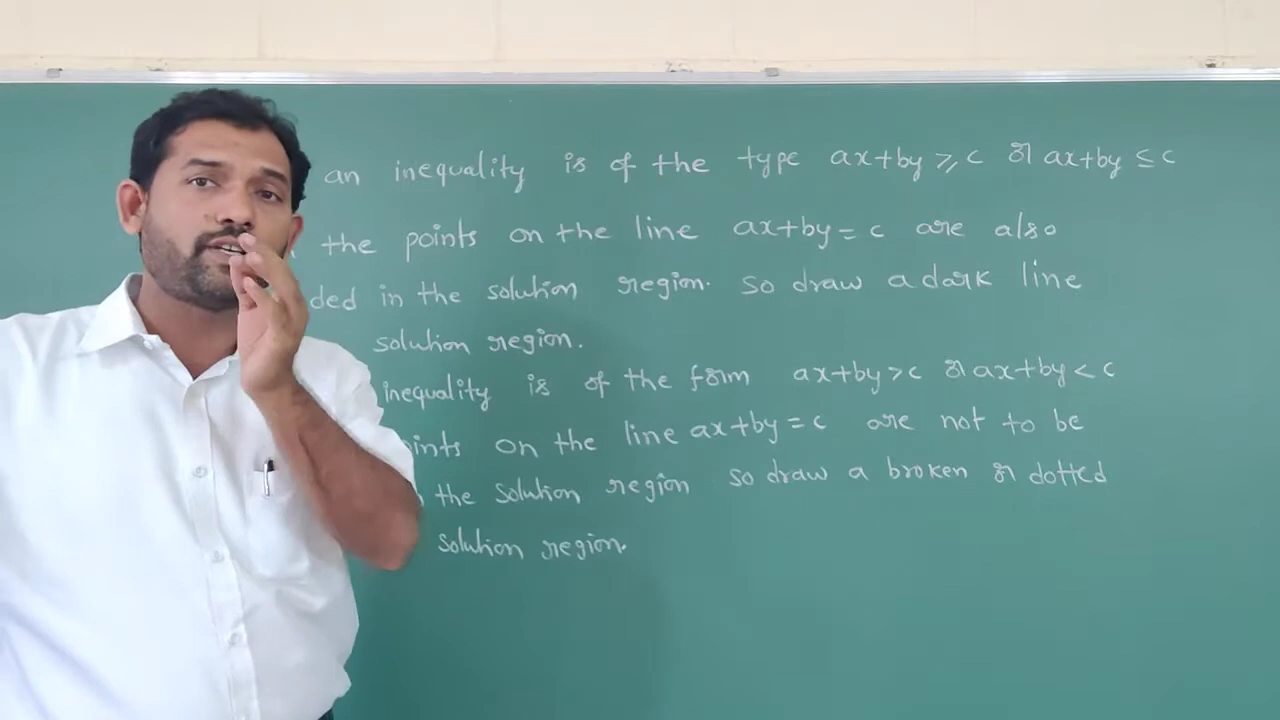 an inequality is of the type ax+by ⩾ c or ax+by ≤ c
the points on the line ax+by = c are also
ded in the solution region. so draw a dark line
solution region.
inequality is of the form ax+by > c or ax+by < c
oints on the line ax+by = c are not to be
the solution region so draw a broken or dotted
solution region.